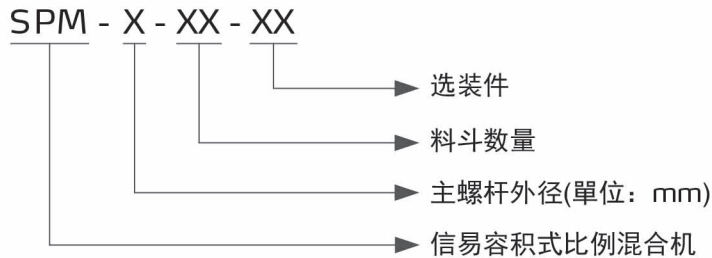 SPM - X - XX - XX
选装件
料斗数量
主螺杆外径(單位：mm)
信易容积式比例混合机